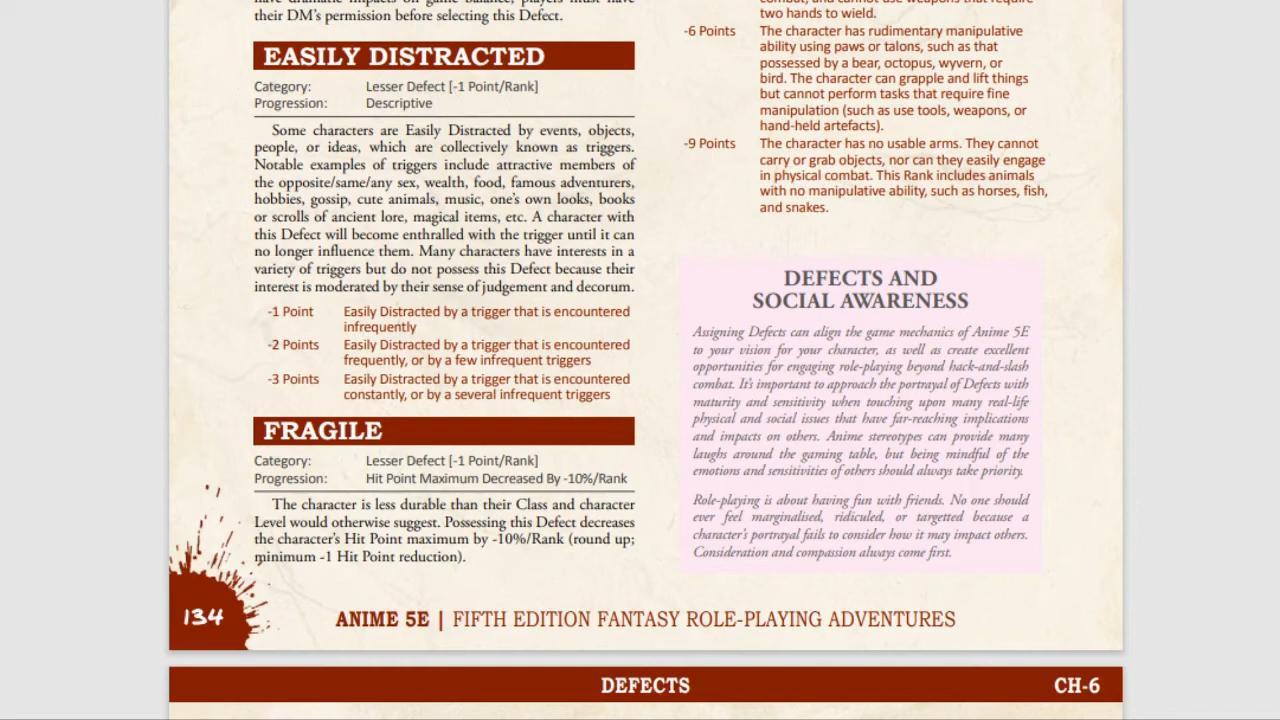 have dramatic impacts on game balance, players must have
their DM's permission before selecting this Defect.
EASILY DISTRACTED
Category: Lesser Defect [-1 Point/Rank]
Progression: Descriptive
Some characters are Easily Distracted by events, objects,
people, or ideas, which are collectively known as triggers.
Notable examples of triggers include attractive members of
the opposite/same/any sex, wealth, food, famous adventurers,
hobbies, gossip, cute animals, music, one's own looks, books
or scrolls of ancient lore, magical items, etc. A character with
this Defect will become enthralled with the trigger until it can
no longer influence them. Many characters have interests in a
variety of triggers but do not possess this Defect because their
interest is moderated by their sense of judgement and decorum.
-1 Point Easily Distracted by a trigger that is encountered
infrequently
-2 Points Easily Distracted by a trigger that is encountered
frequently, or by a few infrequent triggers
-3 Points Easily Distracted by a trigger that is encountered
constantly, or by a several infrequent triggers
FRAGILE
Category: Lesser Defect [-1 Point/Rank]
Progression: Hit Point Maximum Decreased By -10%/Rank
The character is less durable than their Class and character
Level would otherwise suggest. Possessing this Defect decreases
the character's Hit Point maximum by -10%/Rank (round up;
minimum -1 Hit Point reduction).
combat, and cannot use weapons that require
two hands to wield.
-6 Points The character has rudimentary manipulative
ability using paws or talons, such as that
possessed by a bear, octopus, wyvern, or
bird. The character can grapple and lift things
but cannot perform tasks that require fine
manipulation (such as use tools, weapons, or
hand-held artefacts).
-9 Points The character has no usable arms. They cannot
carry or grab objects, nor can they easily engage
in physical combat. This Rank includes animals
with no manipulative ability, such as horses, fish,
and snakes.
DEFECTS AND
SOCIAL AWARENESS
Assigning Defects can align the game mechanics of Anime 5E
to your vision for your character, as well as create excellent
opportunities for engaging role-playing beyond hack-and-slash
combat. It's important to approach the portrayal of Defects with
maturity and sensitivity when touching upon many real-life
physical and social issues that have far-reaching implications
and impacts on others. Anime stereotypes can provide many
laughs around the gaming table, but being mindful of the
emotions and sensitivities of others should always take priority.
Role-playing is about having fun with friends. No one should
ever feel marginalised, ridiculed, or targetted because a
character's portrayal fails to consider how it may impact others.
Consideration and compassion always come first.
134
ANIME 5E | FIFTH EDITION FANTASY ROLE-PLAYING ADVENTURES
DEFECTS
CH-6